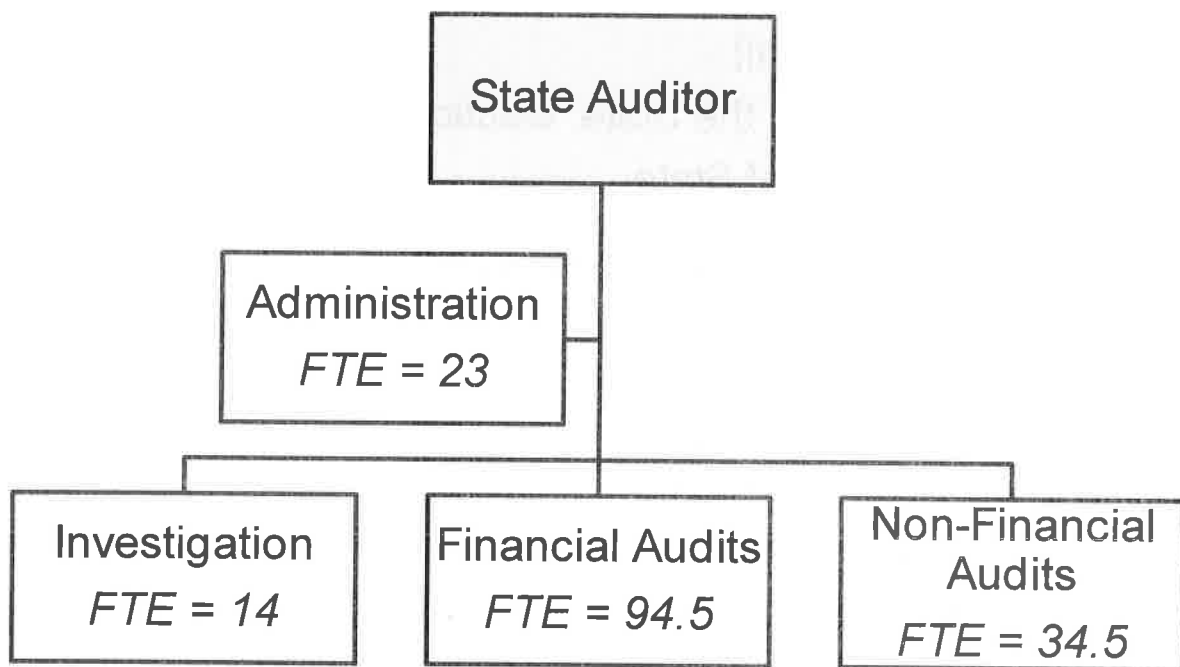 State Auditor
Administration
FTE = 23
Investigation
FTE = 14
Financial Audits
FTE = 94.5
Non-Financial
Audits
FTE = 34.5